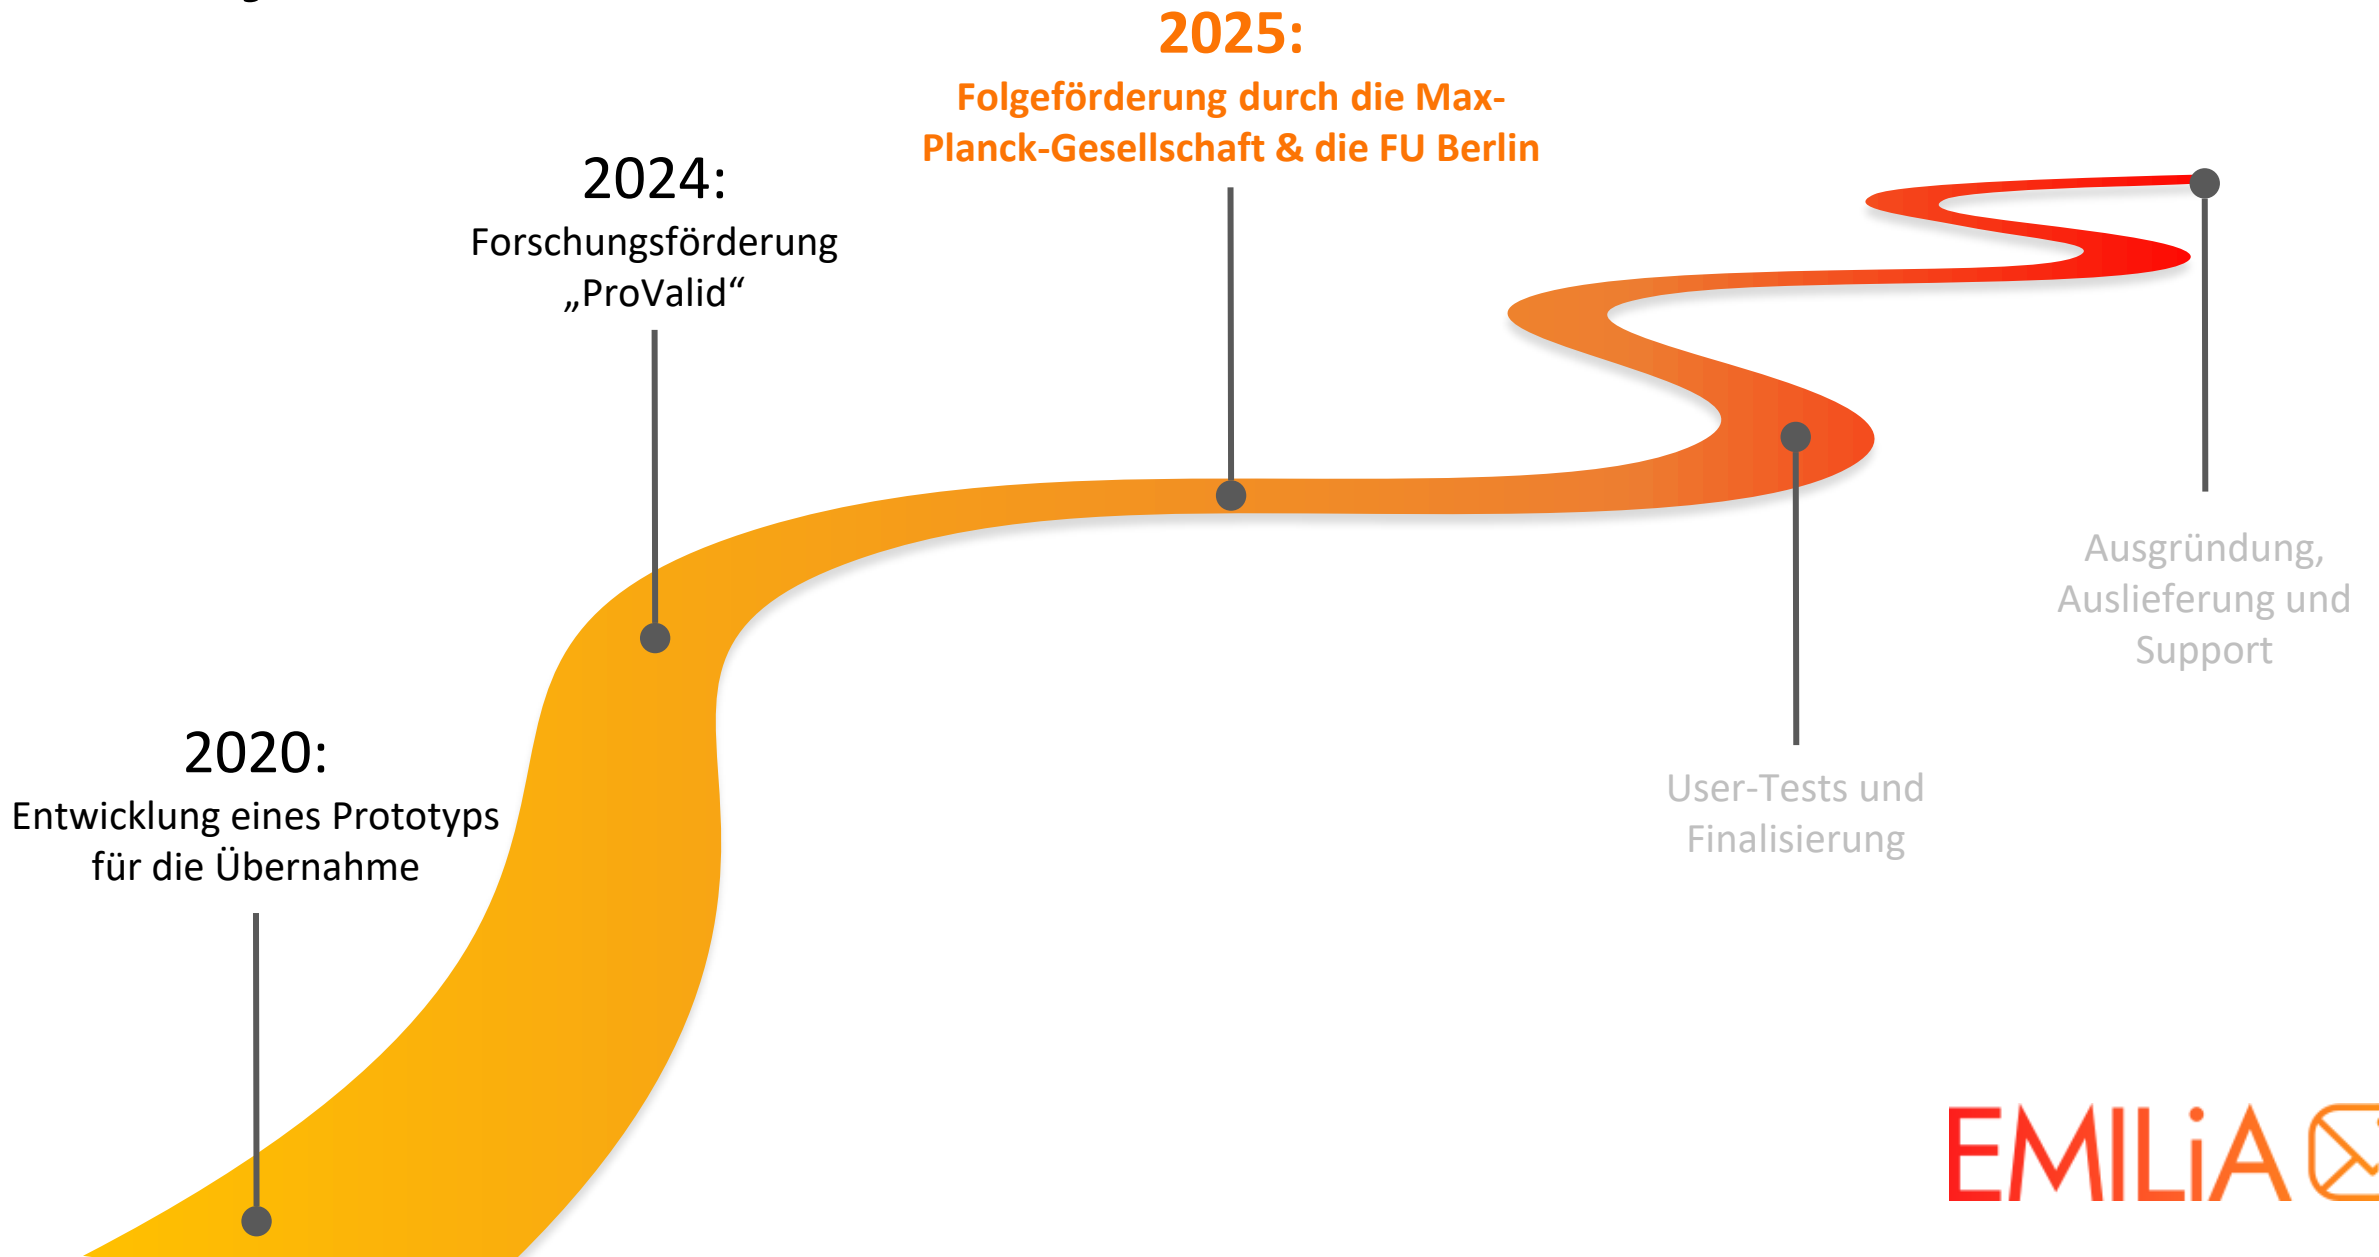 2025:
Folgeförderung durch die Max-
Planck-Gesellschaft & die FU Berlin
2024:
Forschungsförderung
„ProValid“
Ausgründung,
Auslieferung und
Support
2020:
Entwicklung eines Prototyps
für die Übernahme
User-Tests und
Finalisierung
EMILiA